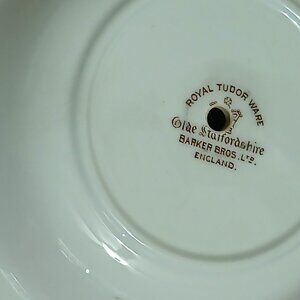 ROYAL TUDOR WARE
Olde Staffordshire
BARKER BROS. LTD.
ENGLAND.